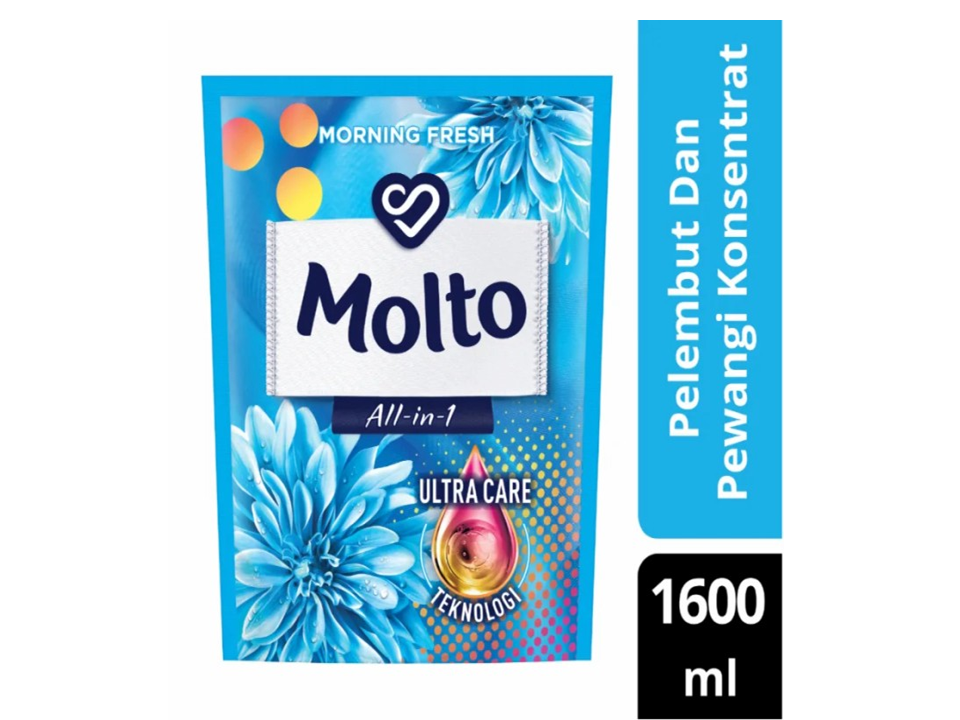 MORNING FRESH
Molto
All-in-1
ULTRA CARE
TEKNOLOGI
Pelembut Dan
Pewangi Konsentrat
1600
ml